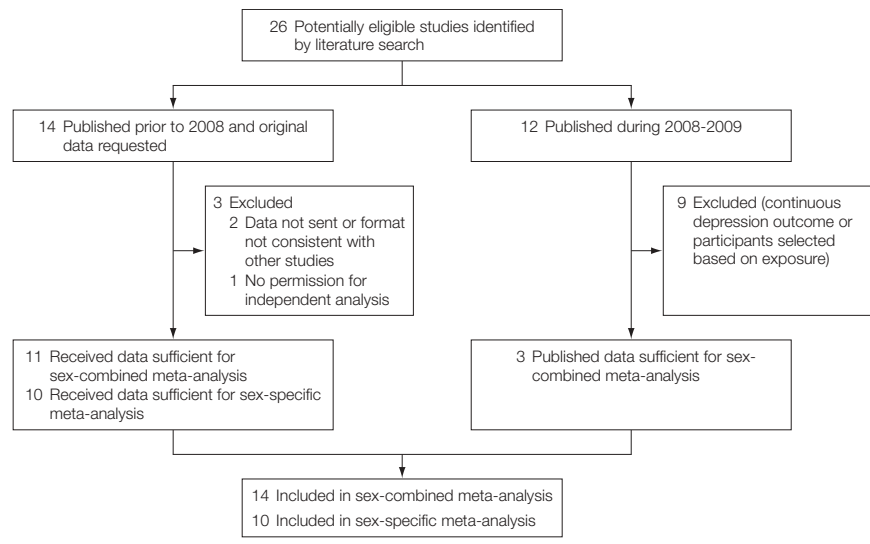 26 Potentially eligible studies identified
by literature search
14 Published prior to 2008 and original
data requested
12 Published during 2008-2009
3 Excluded
2 Data not sent or format
not consistent with
other studies
1 No permission for
independent analysis
9 Excluded (continuous
depression outcome or
participants selected
based on exposure)
11 Received data sufficient for
sex-combined meta-analysis
10 Received data sufficient for sex-specific
meta-analysis
3 Published data sufficient for sex-
combined meta-analysis
14 Included in sex-combined meta-analysis
10 Included in sex-specific meta-analysis